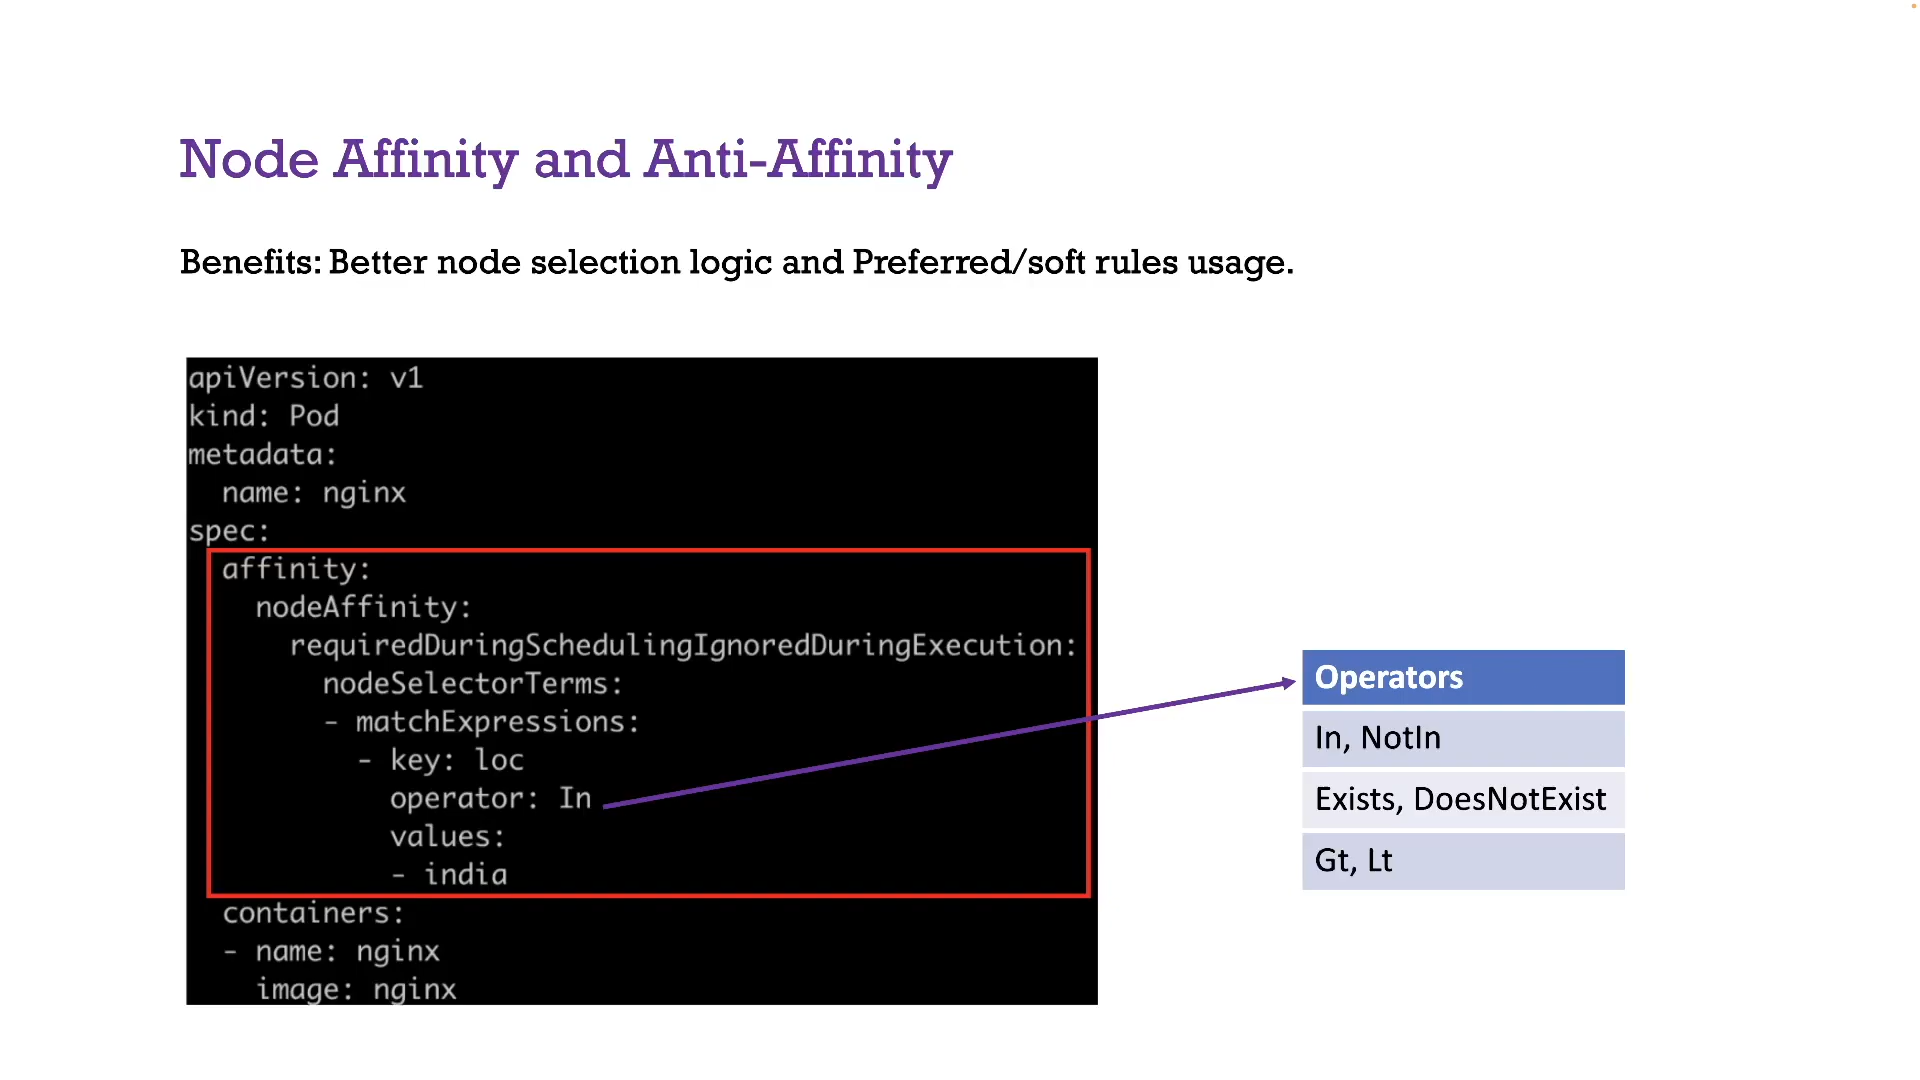 Node Affinity and Anti-Affinity
Benefits: Better node selection logic and Preferred/soft rules usage.
apiVersion: v1
kind: Pod
metadata:
  name: nginx
spec:
  affinity:
    nodeAffinity:
      requiredDuringSchedulingIgnoredDuringExecution:
        nodeSelectorTerms:
        - matchExpressions:
          - key: loc
            operator: In
            values:
            - india
  containers:
  - name: nginx
    image: nginx
Operators
In, NotIn
Exists, DoesNotExist
Gt, Lt